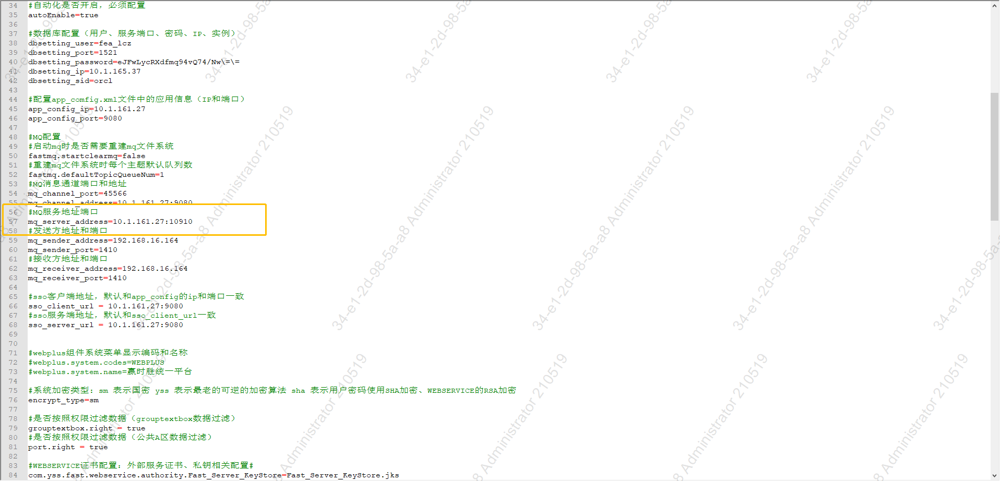 34 #自动化是否开启，必须配置
35 autoEnable=true
36
37 #数据库配置（用户、服务端口、密码、IP、实例）
38 dbsetting_user=fea_lcz
39 dbsetting_port=1521
40 dbsetting_password=eJFwLycRXdfmq94vQ74/Nw\=\=
41 dbsetting_ip=10.1.165.37
42 dbsetting_sid=orcl
43
44 #配置app_comfig.xml文件中的应用信息（IP和端口）
45 app_config_ip=10.1.161.27
46 app_config_port=9080
47
48 #MQ配置
49 #启动mq时是否需要重建mq文件系统
50 fastmq.startclearmq=false
51 #重建mq文件系统时每个主题默认队列数
52 fastmq.defaultTopicQueueNum=1
53 #MQ消息通道端口和地址
54 mq_channel_port=45566
55 mq_channel_address=10.1.161.27:9080
56 #MQ服务地址端口
57 mq_server_address=10.1.161.27:10910
58 #发送方地址和端口
59 mq_sender_address=192.168.16.164
60 mq_sender_port=1410
61 #接收方地址和端口
62 mq_receiver_address=192.168.16.164
63 mq_receiver_port=1410
64
65 #sso客户端地址，默认和app_config的ip和端口一致
66 sso_client_url = 10.1.161.27:9080
67 #sso服务端地址，默认和sso_client_url一致
68 sso_server_url = 10.1.161.27:9080
69
70
71 #webplus组件系统菜单显示编码和名称
72 #webplus.system.codes=WEBPLUS
73 #webplus.system.name=赢时胜统一平台
74
75 #系统加密类型：sm 表示国密 yss 表示最老的可逆的加密算法 sha 表示用户密码使用SHA加密、WEBSERVICE的RSA加密
76 encrypt_type=sm
77
78 #是否按照权限过滤数据（grouptextbox数据过滤）
79 grouptextbox.right = true
80 #是否按照权限过滤数据（公共A区数据过滤）
81 port.right = true
82
83 #WEBSERVICE证书配置：外部服务证书、私钥相关配置#
84 com.yss.fast.webservice.authority.Fast_Server_KeyStore=Fast_Server_KeyStore.jks
34-e1-2d-98-5a-a8 Administrator 210519